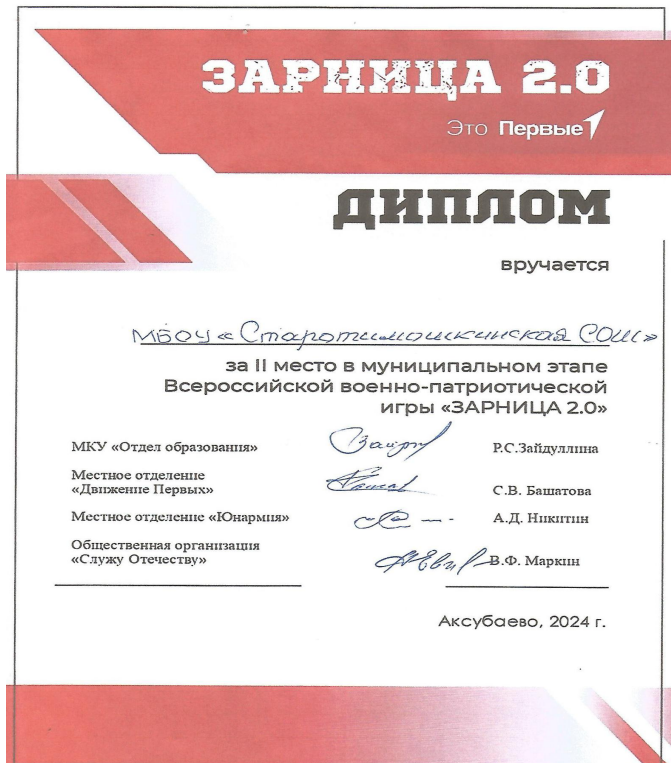 ЗАРНИЦА 2.0
Это Первые
ДИПЛОМ
вручается
МБОУ «Старотимошкинская СОШ»
за II место в муниципальном этапе
Всероссийской военно-патриотической
игры «ЗАРНИЦА 2.0»
МКУ «Отдел образования» Р.С.Зайдуллина
Местное отделение
«Движение Первых» С.В. Башатова
Местное отделение «Юнармия» А.Д. Никитин
Общественная организация
«Служу Отечеству» В.Ф. Маркин
Аксубаево, 2024 г.